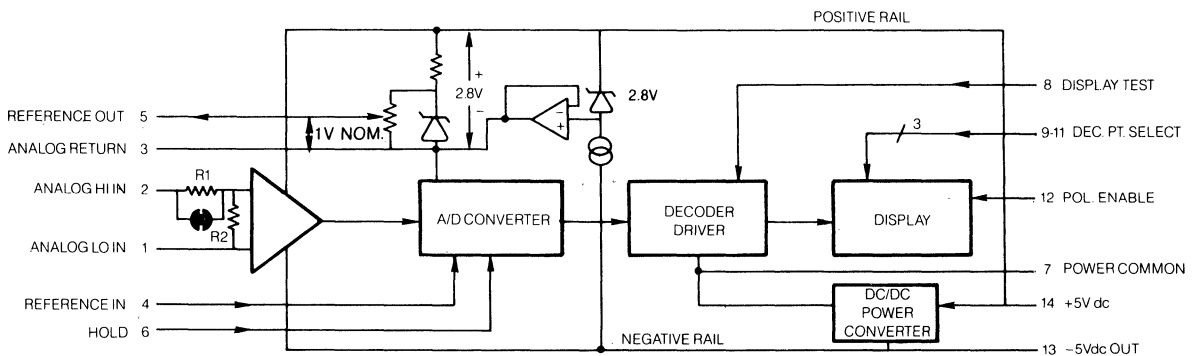 POSITIVE RAIL
+
2.8V
−
2.8V
−
+
8 DISPLAY TEST
REFERENCE OUT 5
1V NOM.
3
9-11 DEC. PT. SELECT
ANALOG RETURN 3
R1
ANALOG HI IN 2
R2
ANALOG LO IN 1
A/D CONVERTER
DECODER
DRIVER
DISPLAY
12 POL. ENABLE
7 POWER COMMON
REFERENCE IN 4
HOLD 6
DC/DC
POWER
CONVERTER
14 +5V dc
NEGATIVE RAIL
13 −5Vdc OUT